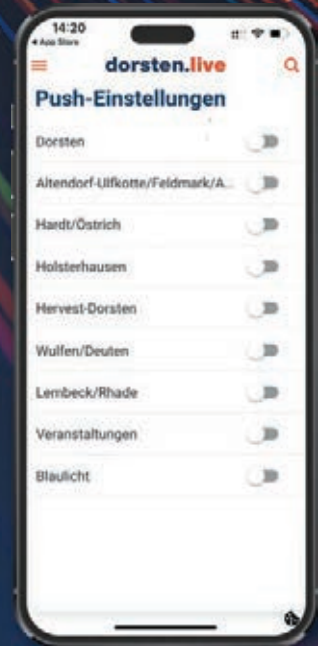 14:20
App Store
dorsten.live
Push-Einstellungen
Dorsten
Altendorf-Ulfkotte/Feldmark/A...
Hardt/Östrich
Holsterhausen
Hervest-Dorsten
Wulfen/Deuten
Lembeck/Rhade
Veranstaltungen
Blaulicht